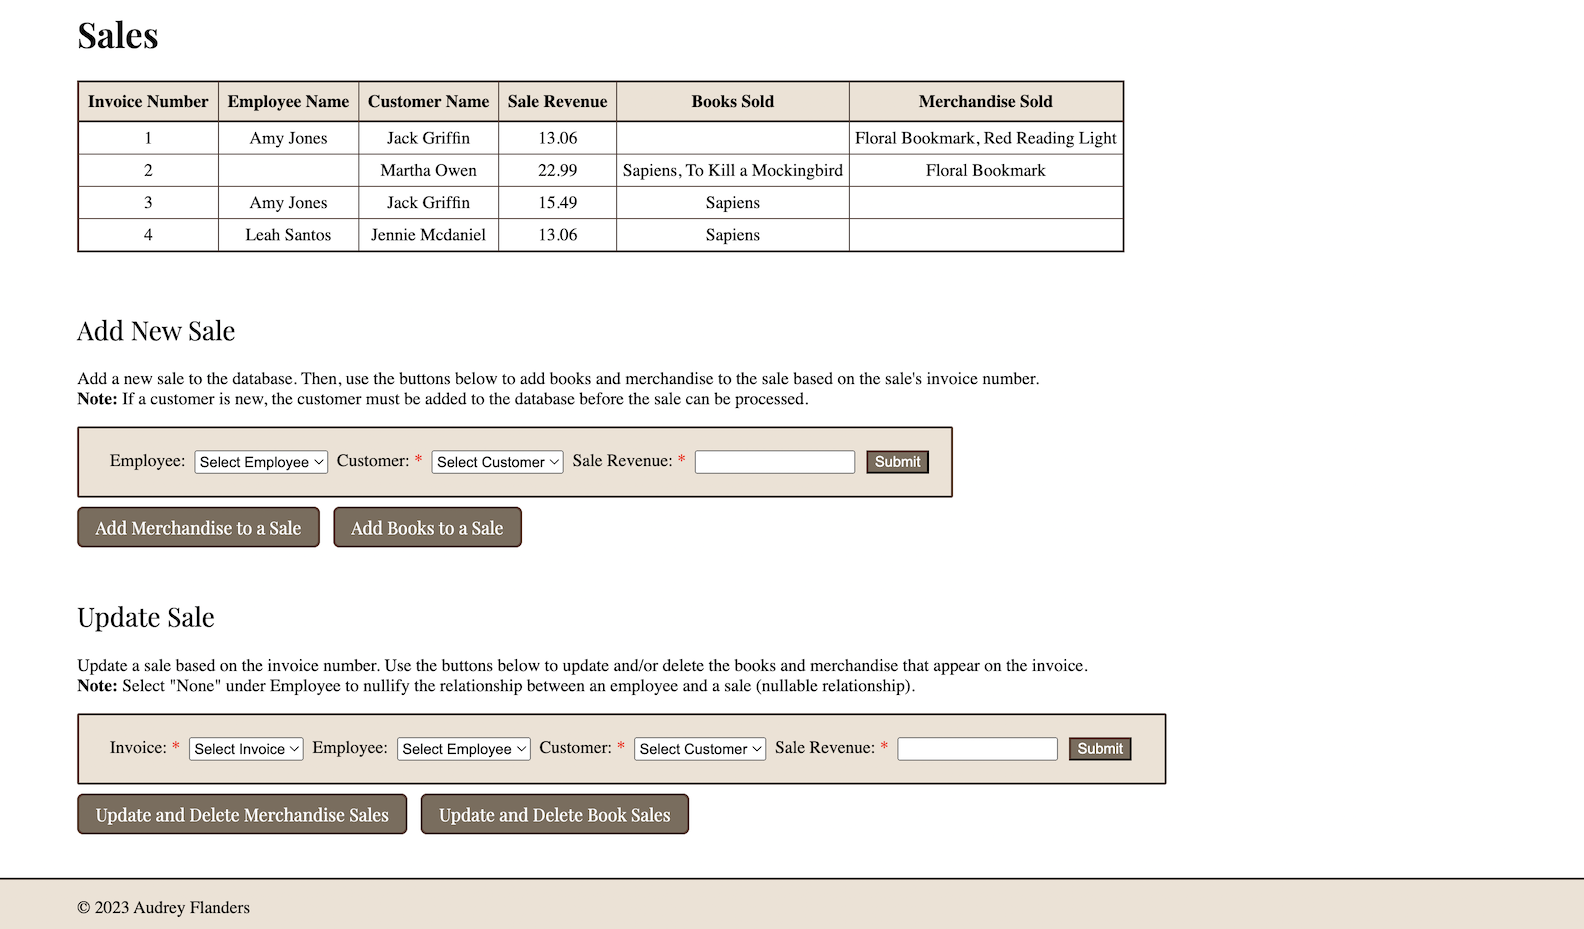 Sales
Invoice Number Employee Name Customer Name Sale Revenue Books Sold Merchandise Sold
1 Amy Jones Jack Griffin 13.06 Floral Bookmark, Red Reading Light
2 Martha Owen 22.99 Sapiens, To Kill a Mockingbird Floral Bookmark
3 Amy Jones Jack Griffin 15.49 Sapiens
4 Leah Santos Jennie Mcdaniel 13.06 Sapiens
Add New Sale
Add a new sale to the database. Then, use the buttons below to add books and merchandise to the sale based on the sale's invoice number.
Note: If a customer is new, the customer must be added to the database before the sale can be processed.
Employee: Select Employee Customer: * Select Customer Sale Revenue: * Submit
Add Merchandise to a Sale Add Books to a Sale
Update Sale
Update a sale based on the invoice number. Use the buttons below to update and/or delete the books and merchandise that appear on the invoice.
Note: Select "None" under Employee to nullify the relationship between an employee and a sale (nullable relationship).
Invoice: * Select Invoice Employee: Select Employee Customer: * Select Customer Sale Revenue: * Submit
Update and Delete Merchandise Sales Update and Delete Book Sales
© 2023 Audrey Flanders